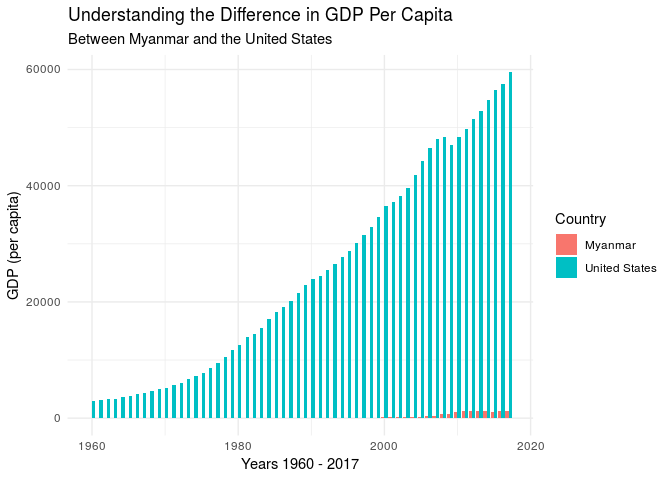 Understanding the Difference in GDP Per Capita
Between Myanmar and the United States
60000
40000
20000
0
GDP (per capita)
1960
1980
2000
2020
Years 1960 - 2017
Country
Myanmar
United States